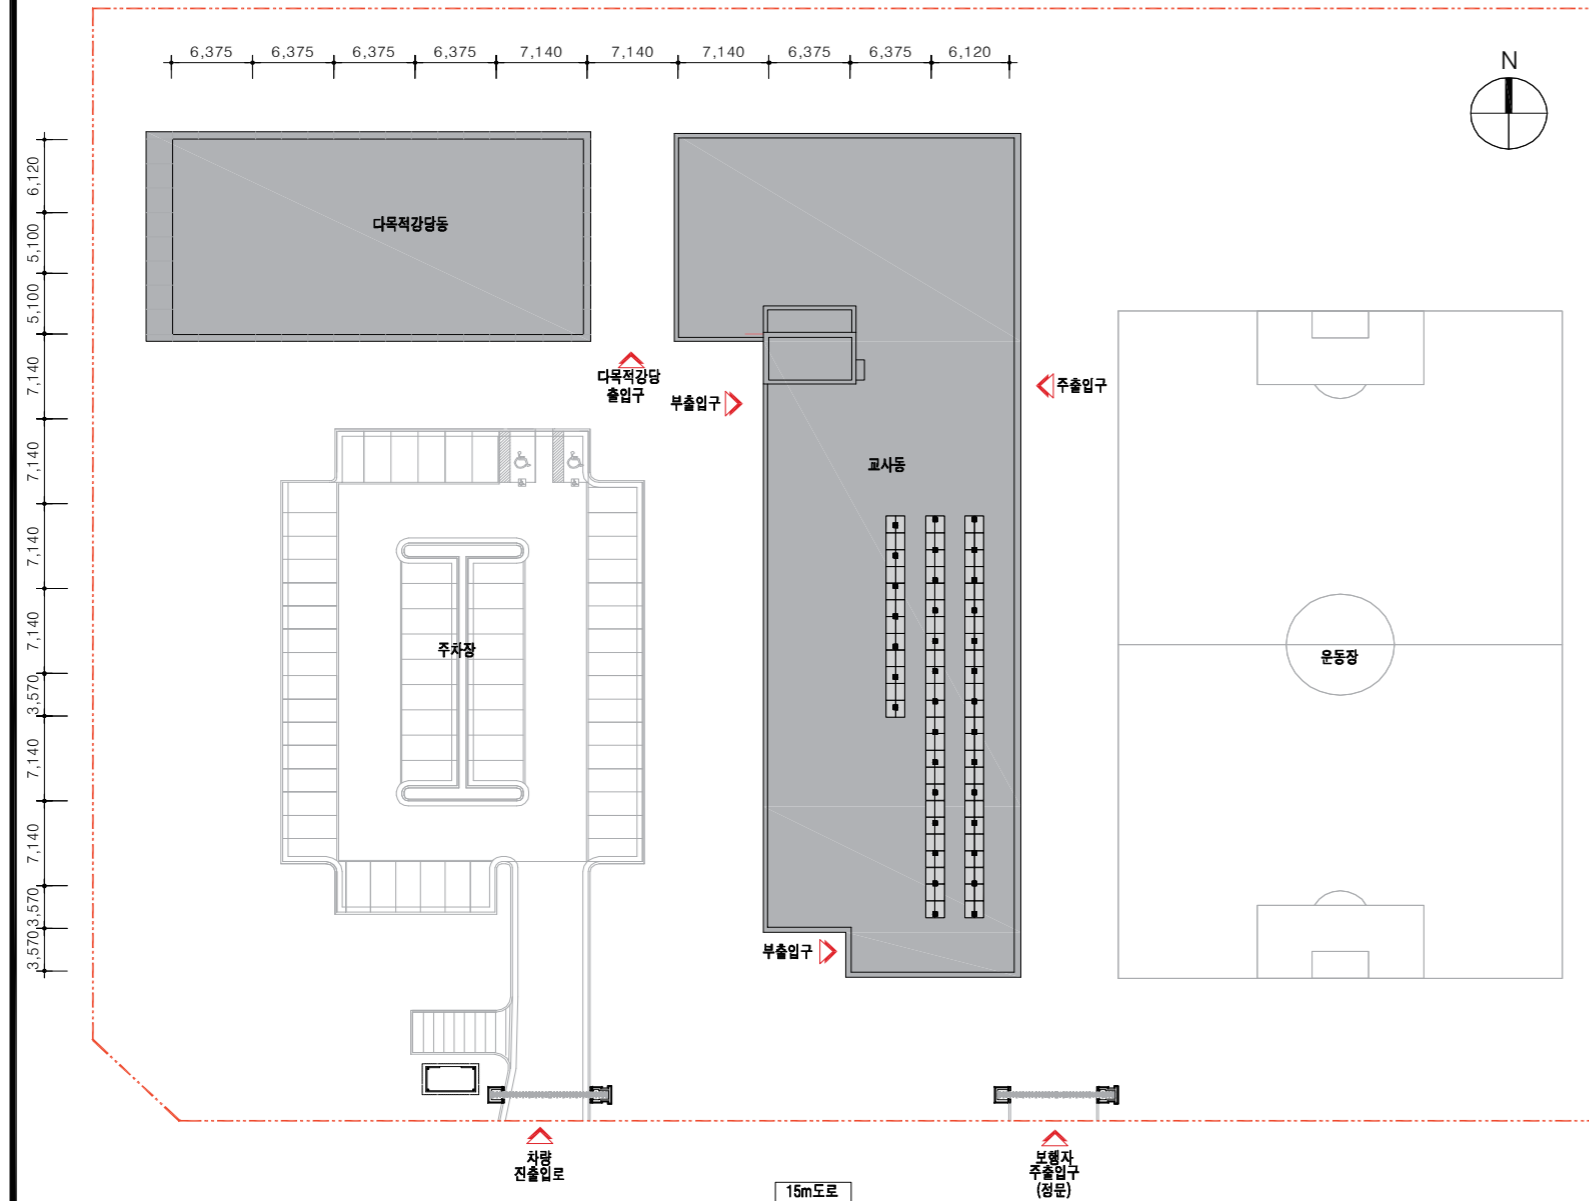 6,375 6,375 6,375 6,375 7,140 7,140 7,140 6,375 6,375 6,120
N
6,120
5,100
5,100
7,140
7,140
7,140
7,140
3,570
7,140
7,140
3,570
3,570
다목적강당동
다목적강당
출입구
부출입구
주출입구
교사동
주차장
운동장
부출입구
차량
진출입로
보행자
주출입구
(정문)
15m도로